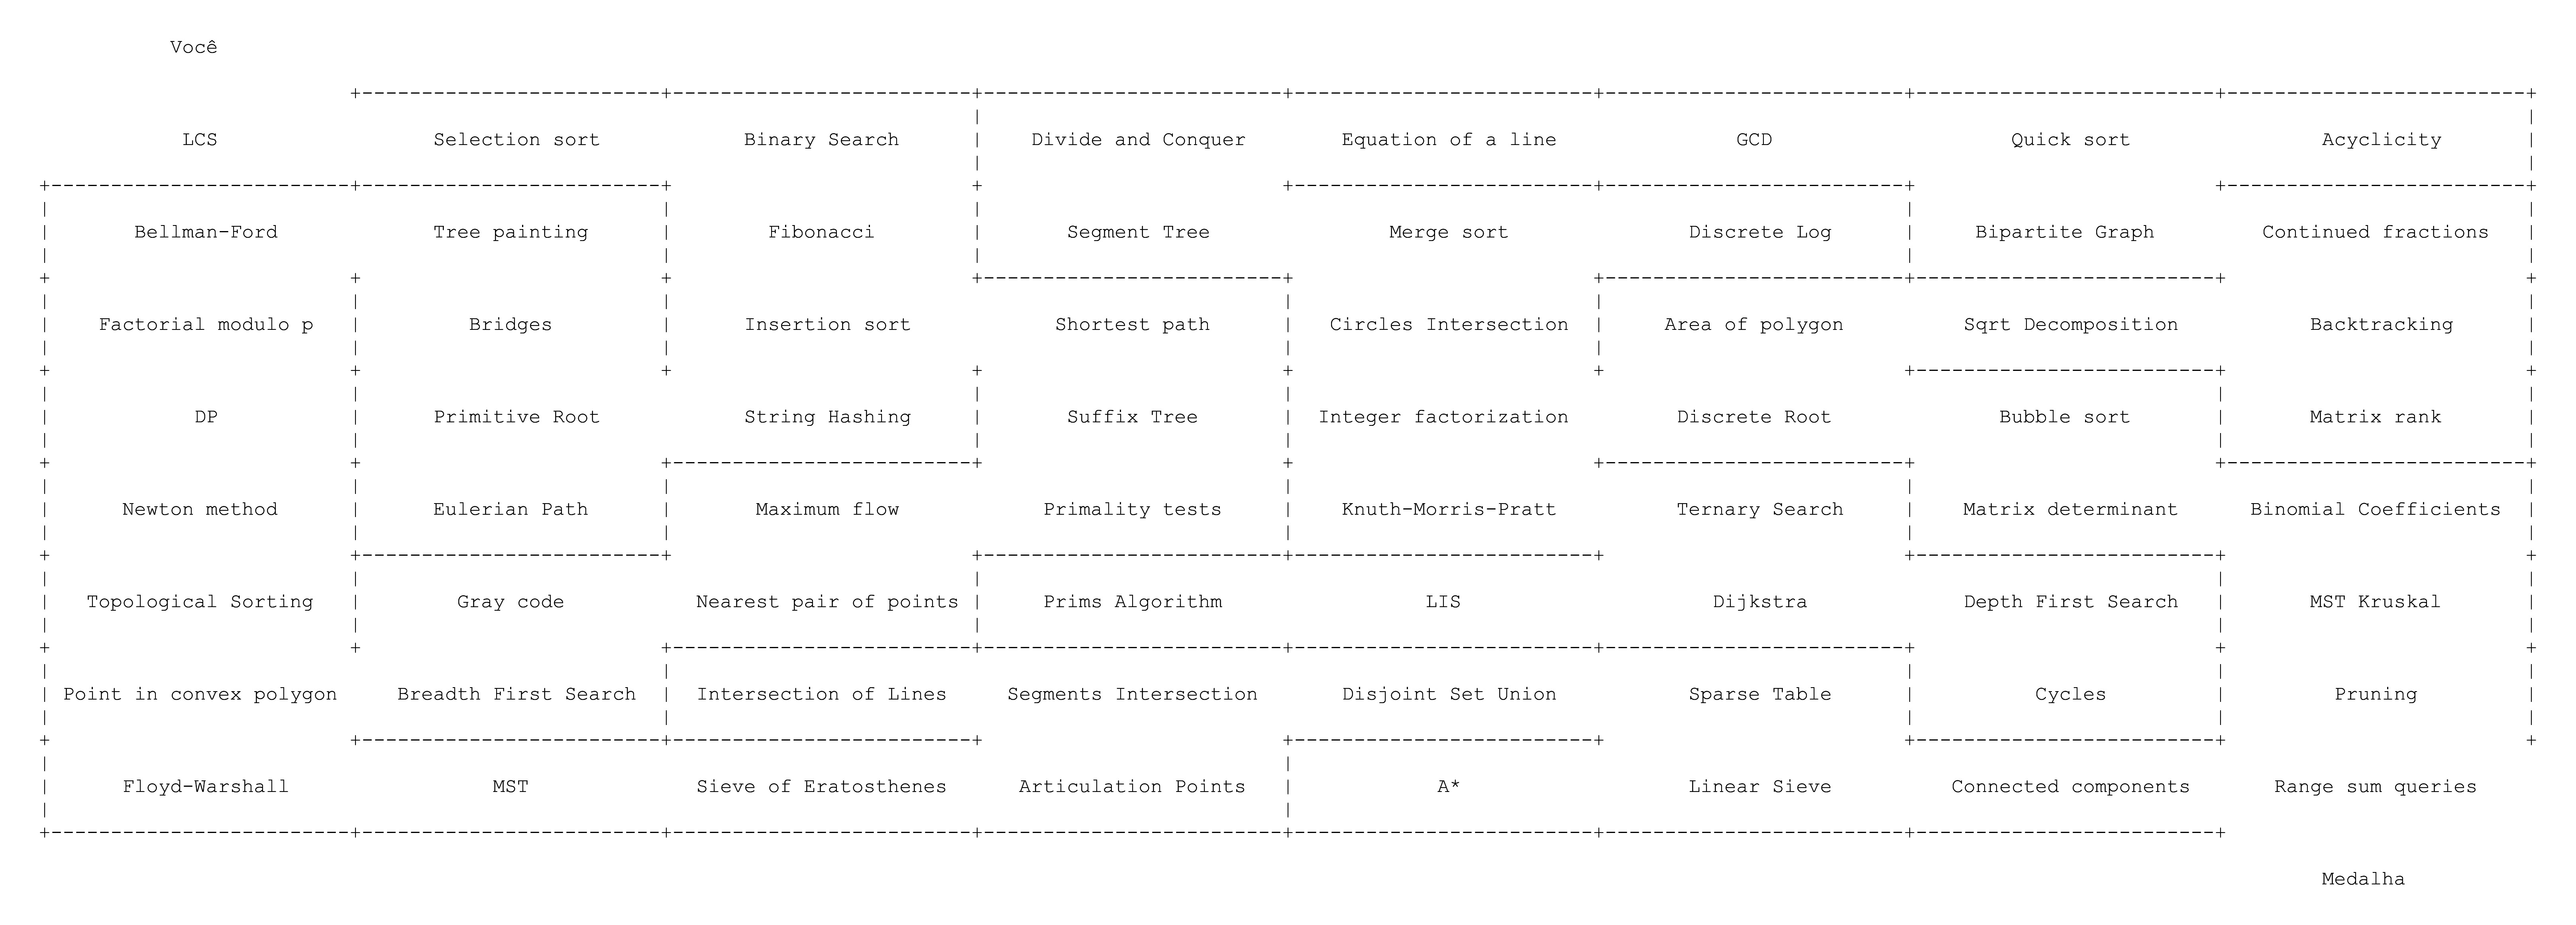 Você
LCS Selection sort Binary Search Divide and Conquer Equation of a line GCD Quick sort Acyclicity
Bellman-Ford Tree painting Fibonacci Segment Tree Merge sort Discrete Log Bipartite Graph Continued fractions
Factorial modulo p Bridges Insertion sort Shortest path Circles Intersection Area of polygon Sqrt Decomposition Backtracking
DP Primitive Root String Hashing Suffix Tree Integer factorization Discrete Root Bubble sort Matrix rank
Newton method Eulerian Path Maximum flow Primality tests Knuth-Morris-Pratt Ternary Search Matrix determinant Binomial Coefficients
Topological Sorting Gray code Nearest pair of points Prims Algorithm LIS Dijkstra Depth First Search MST Kruskal
Point in convex polygon Breadth First Search Intersection of Lines Segments Intersection Disjoint Set Union Sparse Table Cycles Pruning
Floyd-Warshall MST Sieve of Eratosthenes Articulation Points A* Linear Sieve Connected components Range sum queries
Medalha